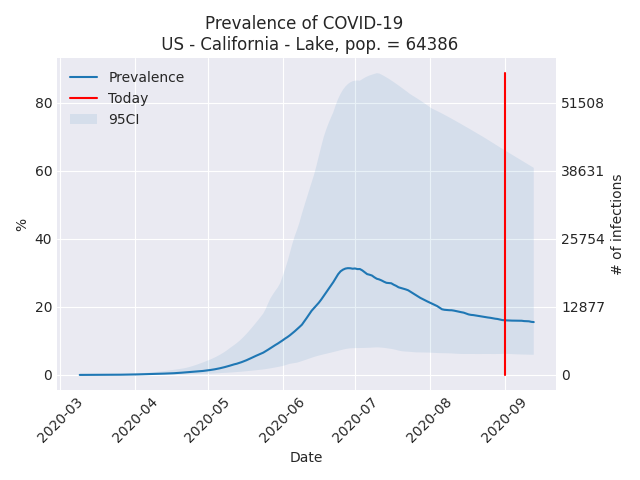 Prevalence of COVID-19
US - California - Lake, pop. = 64386
Prevalence
Today
95CI
80
60
40
20
0
%
51508
38631
25754
12877
0
# of infections
2020-03
2020-04
2020-05
2020-06
2020-07
2020-08
2020-09
Date